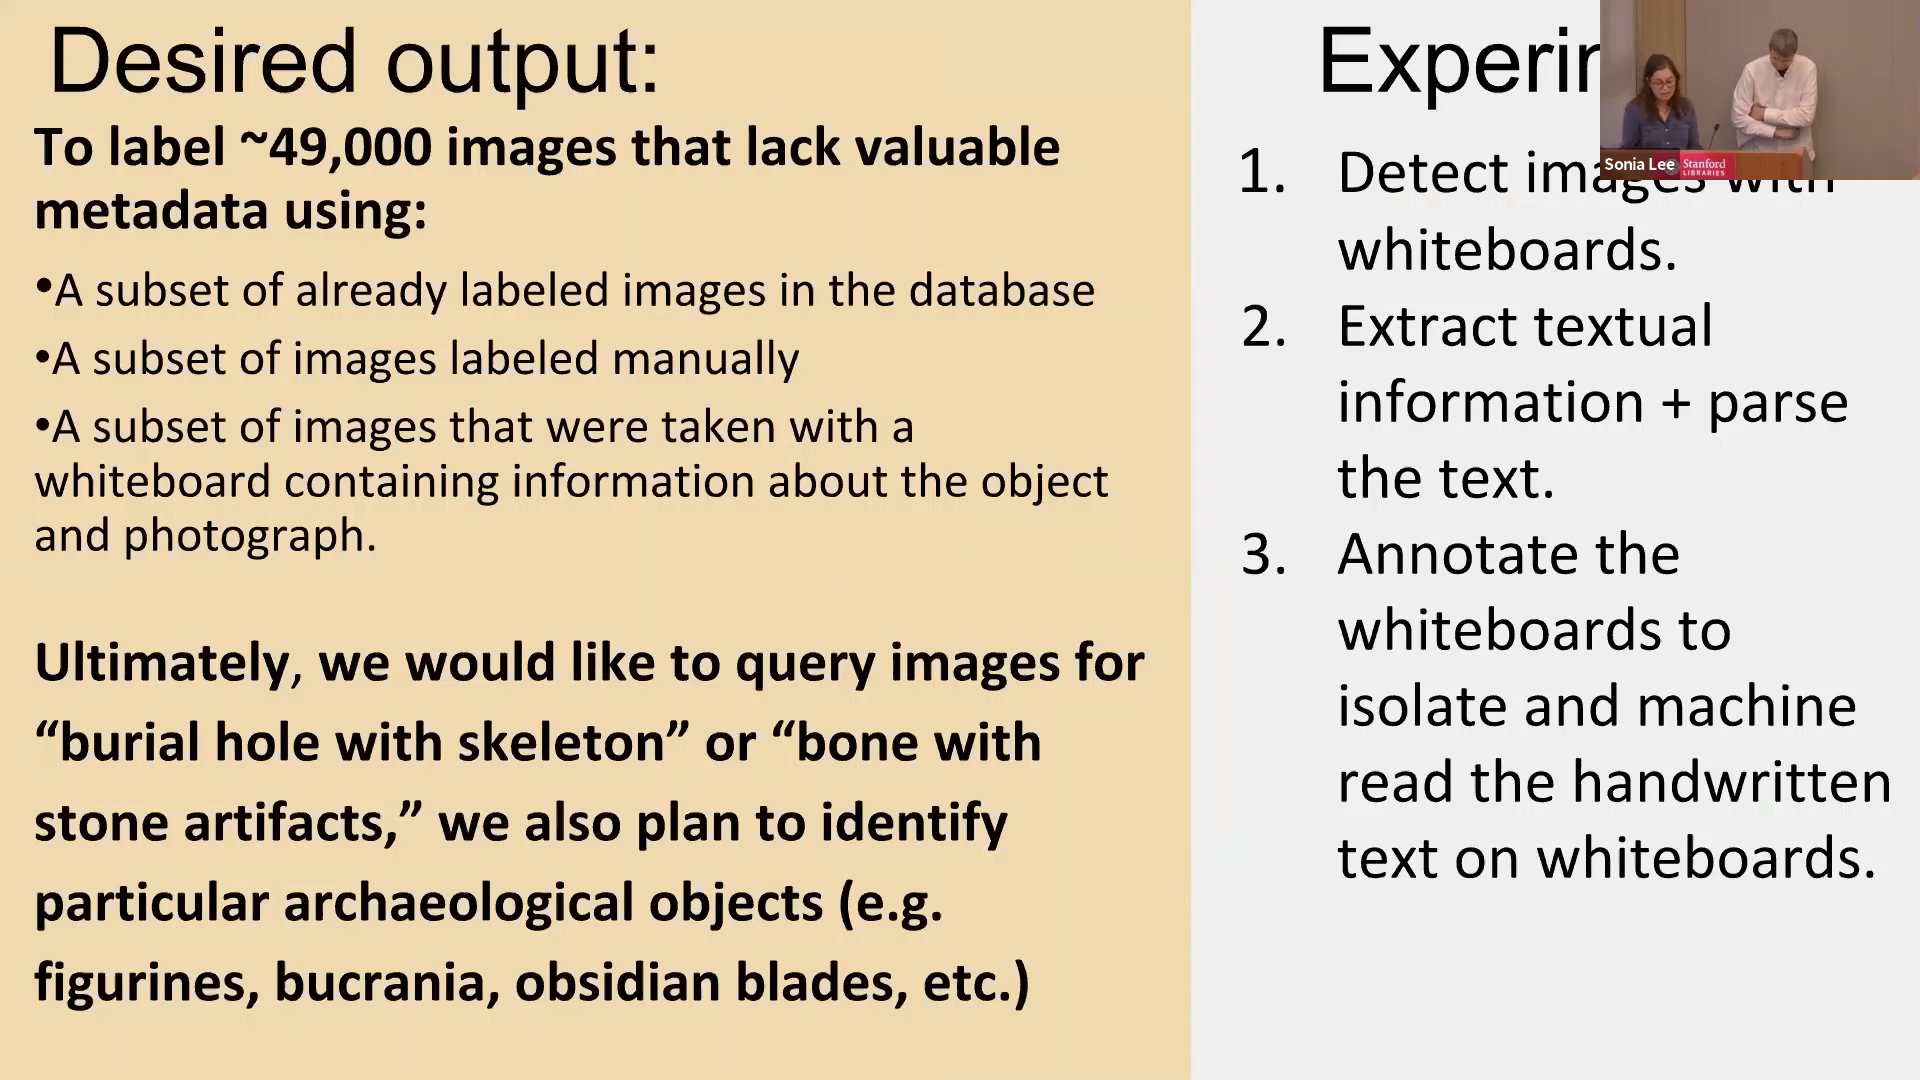 Desired output:
To label ~49,000 images that lack valuable
metadata using:
•A subset of already labeled images in the database
•A subset of images labeled manually
•A subset of images that were taken with a
whiteboard containing information about the object
and photograph.
Ultimately, we would like to query images for
“burial hole with skeleton” or “bone with
stone artifacts,” we also plan to identify
particular archaeological objects (e.g.
figurines, bucrania, obsidian blades, etc.)
1. Detect images with
whiteboards.
2. Extract textual
information + parse
the text.
3. Annotate the
whiteboards to
isolate and machine
read the handwritten
text on whiteboards.
Sonia Lee
Stanford
LIBRARIES